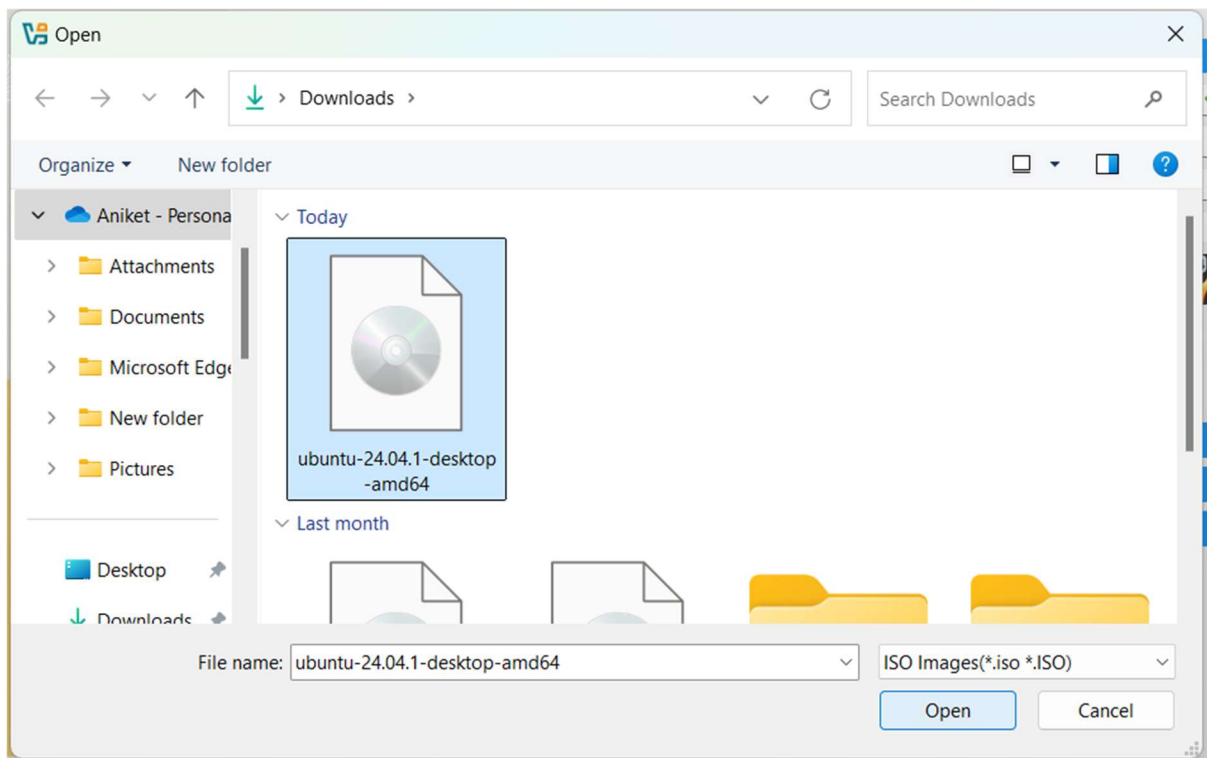 Open
Downloads
Search Downloads
Organize
New folder
Aniket - Persona
Attachments
Documents
Microsoft Edge
New folder
Pictures
Desktop
Downloads
Today
ubuntu-24.04.1-desktop
-amd64
Last month
File name: ubuntu-24.04.1-desktop-amd64
ISO Images(*.iso *.ISO)
Open
Cancel